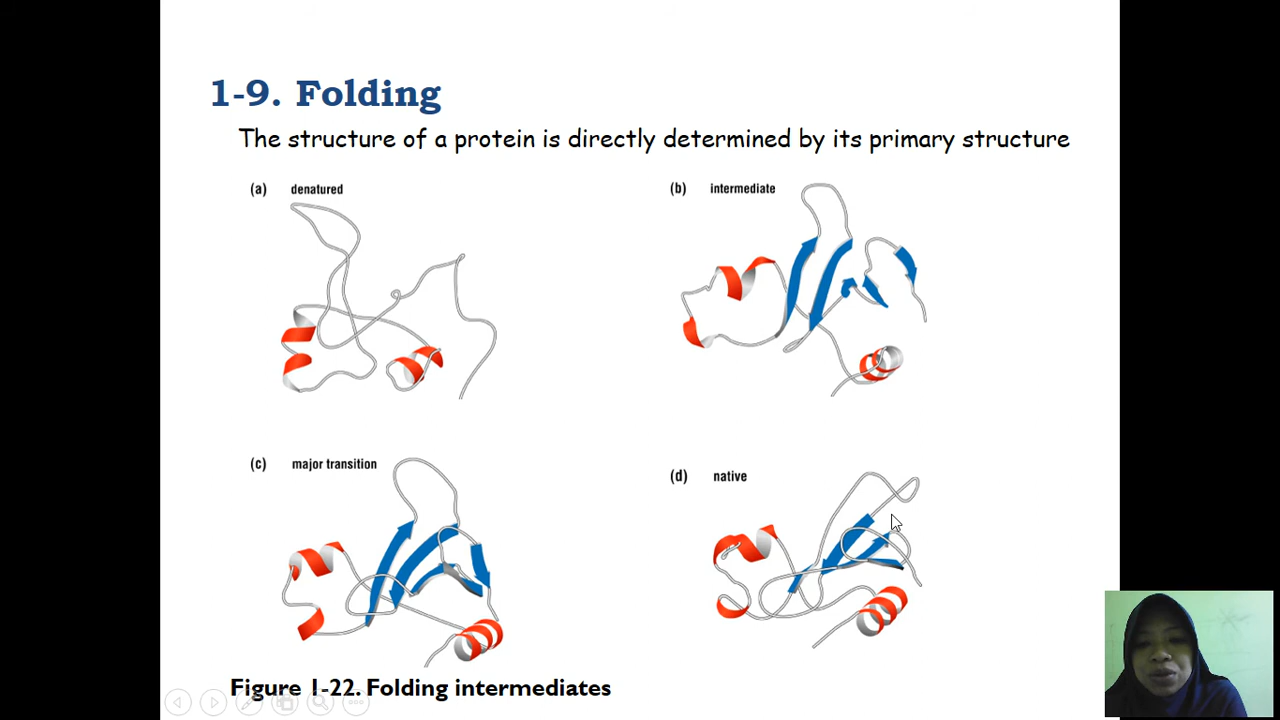 1-9. Folding
The structure of a protein is directly determined by its primary structure
(a) denatured
(b) intermediate
(c) major transition
(d) native
Figure 1-22. Folding intermediates